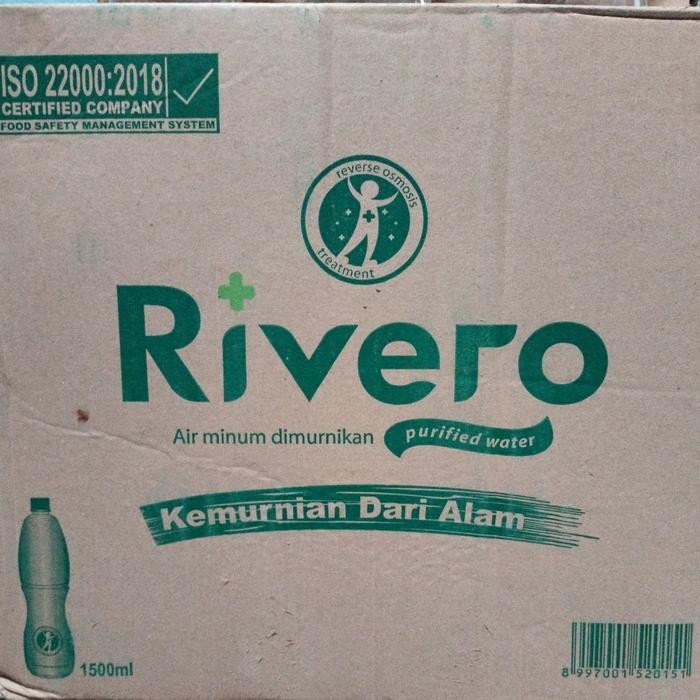 ISO 22000:2018
CERTIFIED COMPANY
FOOD SAFETY MANAGEMENT SYSTEM
reverse osmosis
treatment
Rivero
Air minum dimurnikan purified water
Kemurnian Dari Alam
1500ml
8 997001 520151